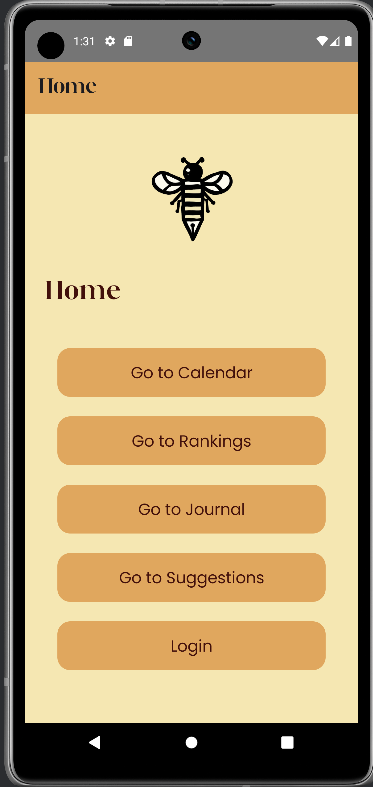 1:31
Home
Home
Go to Calendar
Go to Rankings
Go to Journal
Go to Suggestions
Login